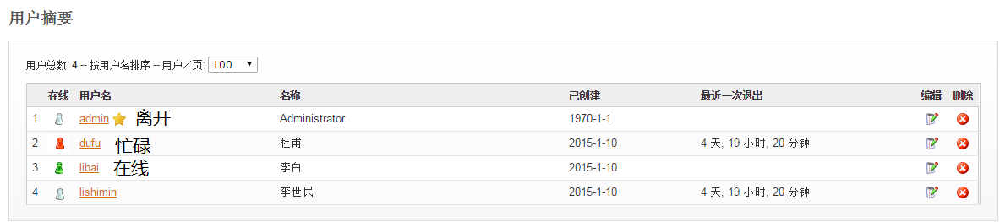 用户摘要
用户总数: 4 -- 按用户名排序 -- 用户／页: 100
在线 用户名 名称 已创建 最近一次退出 编辑 删除
1 admin 离开 Administrator 1970-1-1
2 dufu 忙碌 杜甫 2015-1-10 4 天, 19 小时, 20 分钟
3 libai 在线 李白 2015-1-10
4 lishimin 李世民 2015-1-10 4 天, 19 小时, 20 分钟